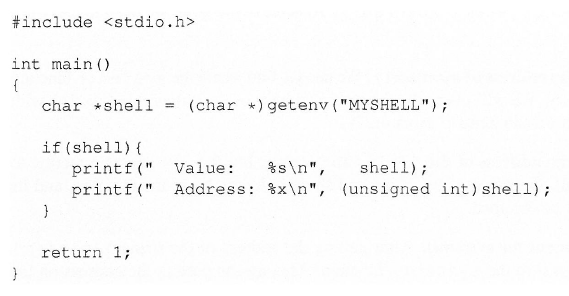 #include <stdio.h>
int main()
{
char *shell = (char *)getenv("MYSHELL");
if(shell){
printf("  Value:   %s\n",   shell);
printf("  Address: %x\n", (unsigned int)shell);
}
return 1;
}